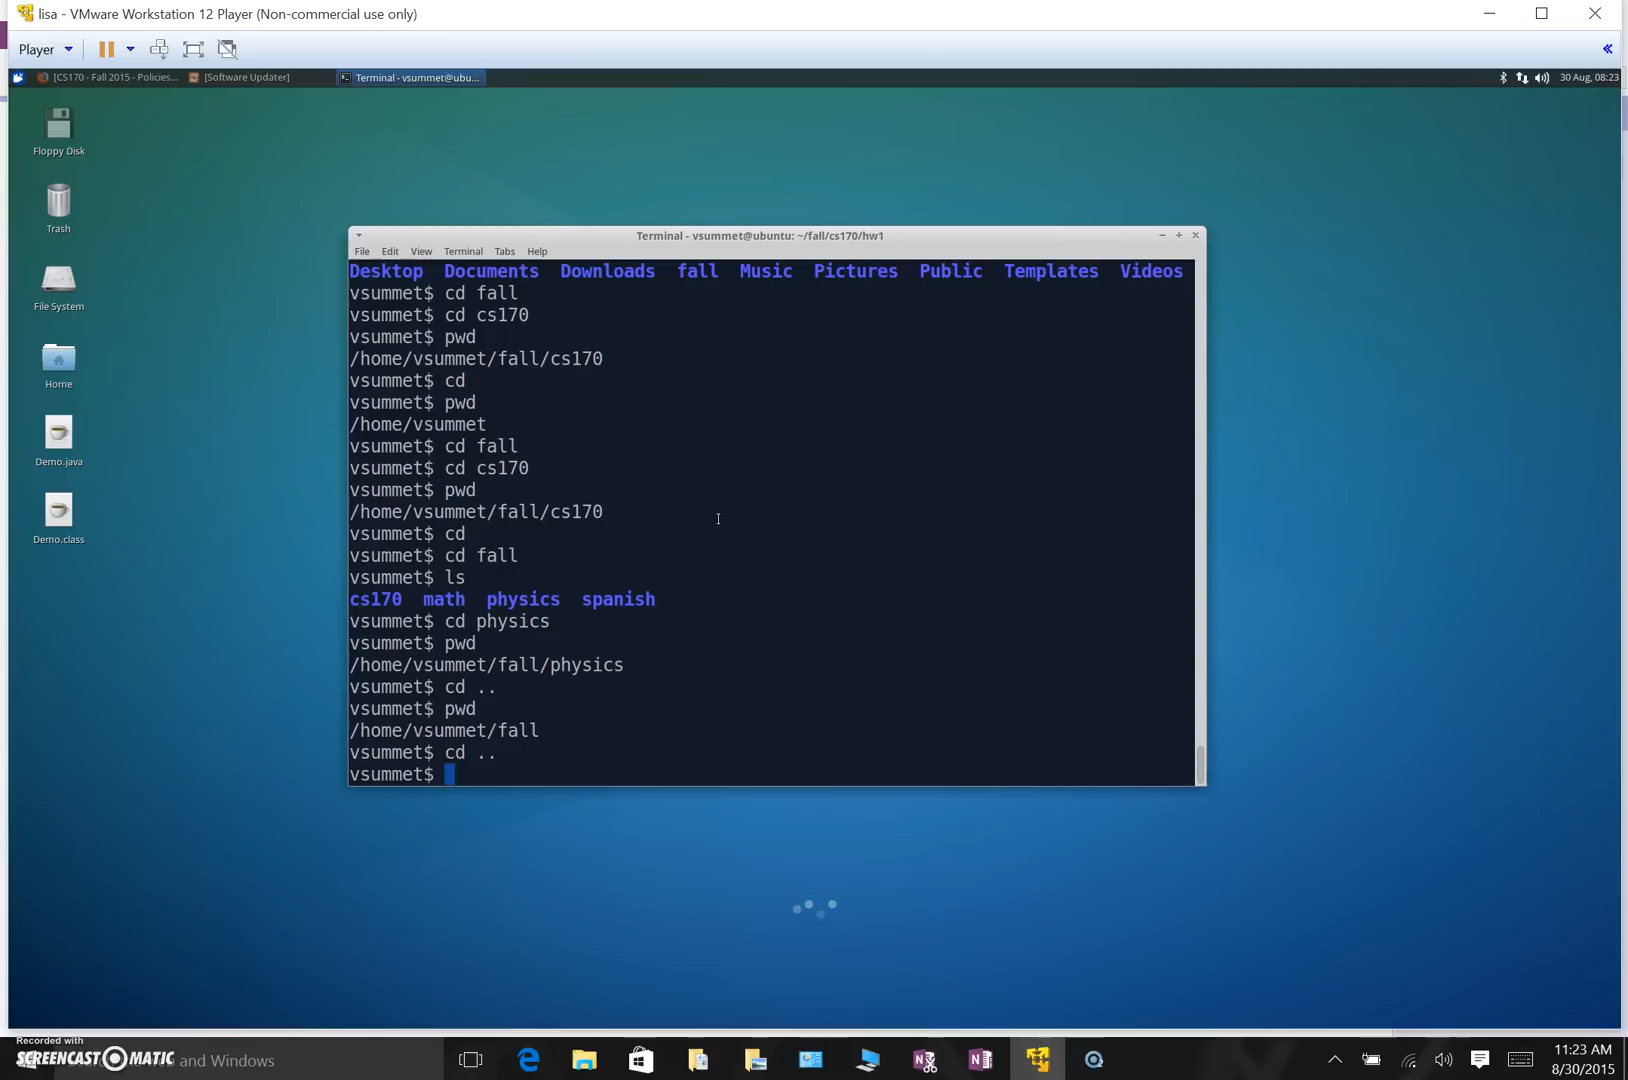 lisa - VMware Workstation 12 Player (Non-commercial use only)
Player
[CS170 - Fall 2015 - Policies... [Software Updater] Terminal - vsummet@ubu... 30 Aug, 08:23
Floppy Disk
Trash
File System
Home
Demo.java
Demo.class
Terminal - vsummet@ubuntu: ~/fall/cs170/hw1
File Edit View Terminal Tabs Help
Desktop Documents Downloads fall Music Pictures Public Templates Videos
vsummet$ cd fall
vsummet$ cd cs170
vsummet$ pwd
/home/vsummet/fall/cs170
vsummet$ cd
vsummet$ pwd
/home/vsummet
vsummet$ cd fall
vsummet$ cd cs170
vsummet$ pwd
/home/vsummet/fall/cs170
vsummet$ cd
vsummet$ cd fall
vsummet$ ls
cs170 math physics spanish
vsummet$ cd physics
vsummet$ pwd
/home/vsummet/fall/physics
vsummet$ cd ..
vsummet$ pwd
/home/vsummet/fall
vsummet$ cd ..
vsummet$
Recorded with
SCREENCAST-O-MATIC
and Windows
11:23 AM
8/30/2015